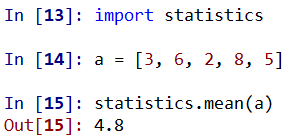 In [13]: import statistics
In [14]: a = [3, 6, 2, 8, 5]
In [15]: statistics.mean(a)
Out[15]: 4.8